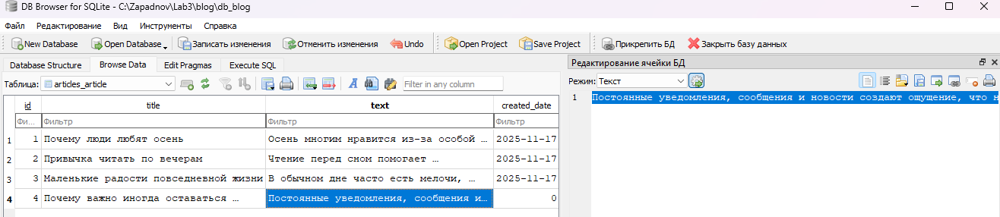 DB Browser for SQLite - C:\Zapadnov\Lab3\blog\db_blog
Файл Редактирование Вид Инструменты Справка
New Database Open Database Записать изменения Отменить изменения Undo Open Project Save Project Прикрепить БД Закрыть базу данных
Database Structure Browse Data Edit Pragmas Execute SQL
Таблица: articles_article Filter in any column
id title text created_date
Фи... Фильтр Фильтр Фильтр
1 1 Почему люди любят осень Осень многим нравится из-за особой … 2025-11-17
2 2 Привычка читать по вечерам Чтение перед сном помогает … 2025-11-17
3 3 Маленькие радости повседневной жизни В обычном дне часто есть мелочи, … 2025-11-17
4 4 Почему важно иногда оставаться … Постоянные уведомления, сообщения и… 0
Редактирование ячейки БД
Режим: Текст
1 Постоянные уведомления, сообщения и новости создают ощущение, что н